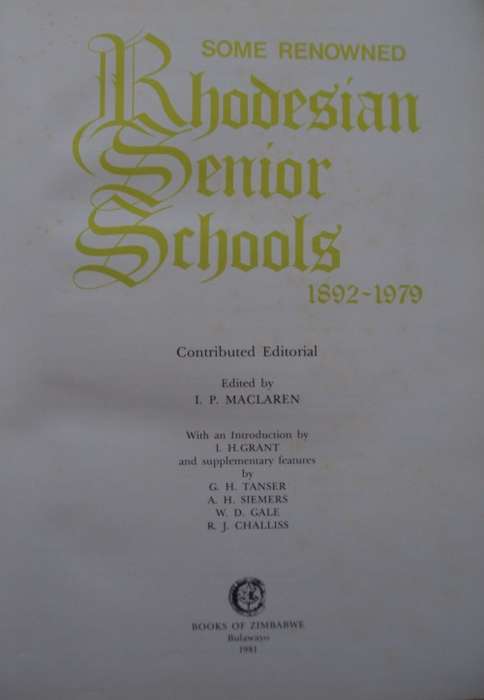 SOME RENOWNED
Rhodesian
Senior
Schools
1892-1979
Contributed Editorial
Edited by
I. P. MACLAREN
With an Introduction by
I. H.GRANT
and supplementary features
by
G. H. TANSER
A. H. SIEMERS
W. D. GALE
R. J. CHALLISS
BOOKS OF ZIMBABWE
Bulawayo
1981